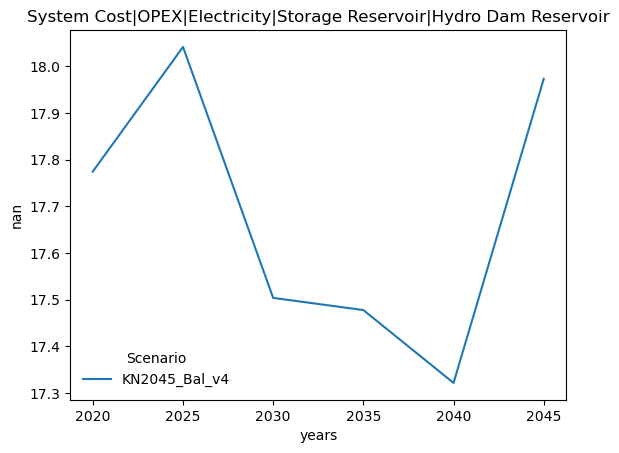 System Cost|OPEX|Electricity|Storage Reservoir|Hydro Dam Reservoir
18.0
17.9
17.8
17.7
17.6
17.5
17.4
17.3
nan
Scenario
KN2045_Bal_v4
2020 2025 2030 2035 2040 2045
years